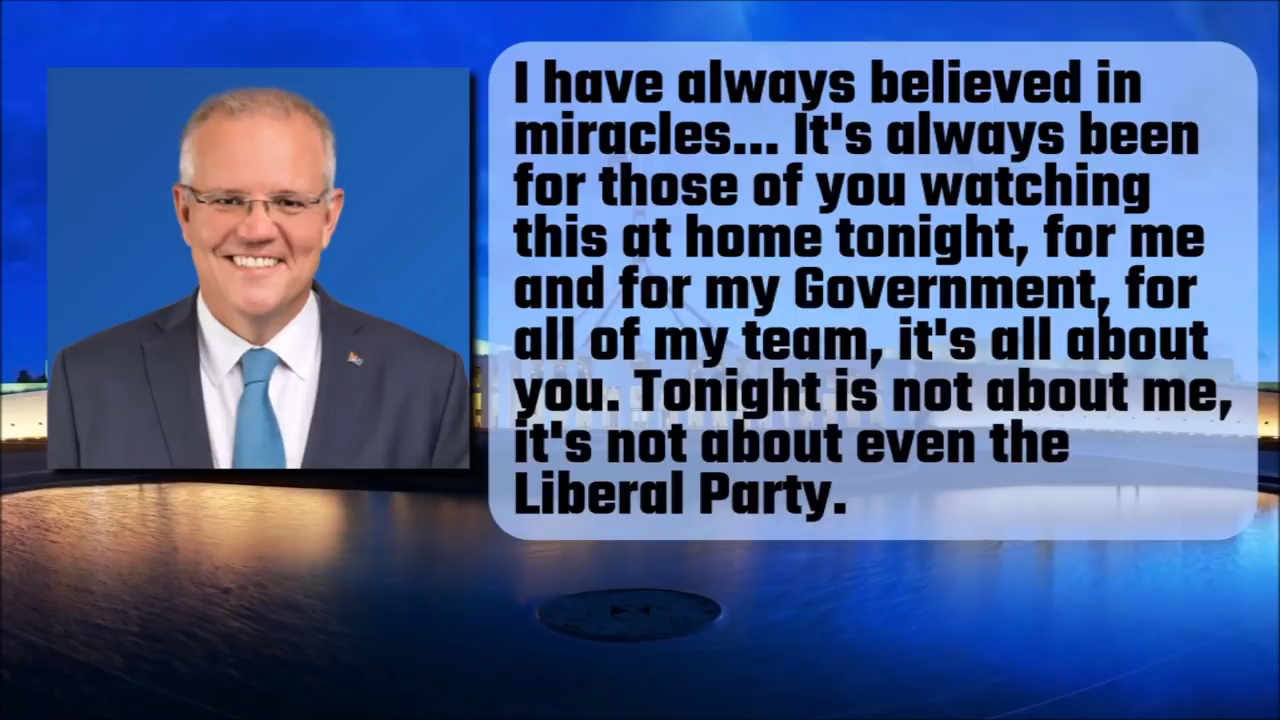 I have always believed in
miracles... It's always been
for those of you watching
this at home tonight, for me
and for my Government, for
all of my team, it's all about
you. Tonight is not about me,
it's not about even the
Liberal Party.